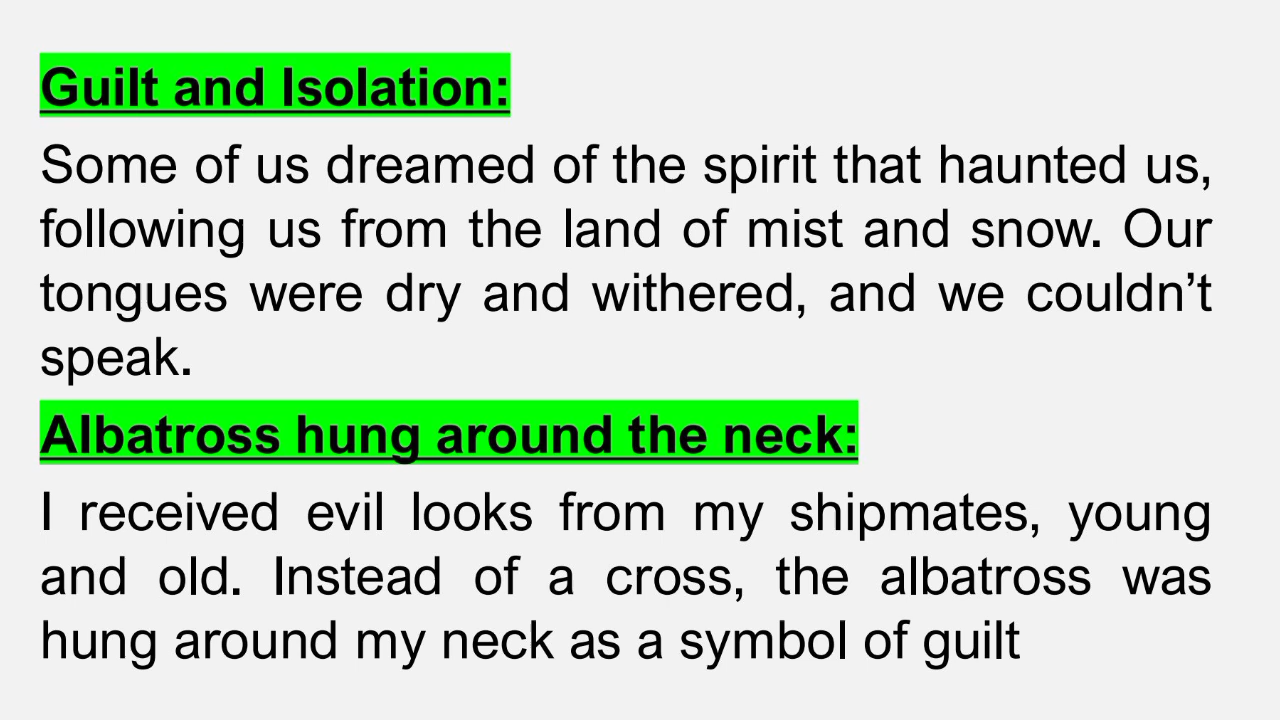 Guilt and Isolation:
Some of us dreamed of the spirit that haunted us,
following us from the land of mist and snow. Our
tongues were dry and withered, and we couldn’t
speak.
Albatross hung around the neck:
I received evil looks from my shipmates, young
and old. Instead of a cross, the albatross was
hung around my neck as a symbol of guilt